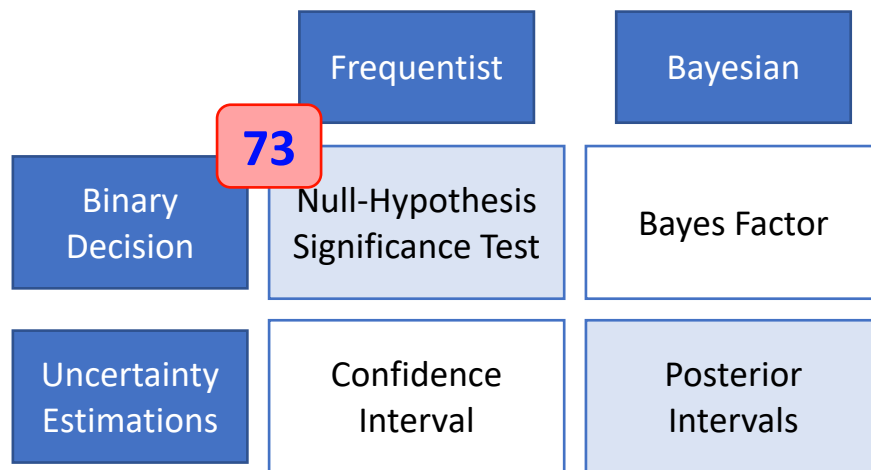 Frequentist
Bayesian
73
Binary
Decision
Null-Hypothesis
Significance Test
Bayes Factor
Uncertainty
Estimations
Confidence
Interval
Posterior
Intervals